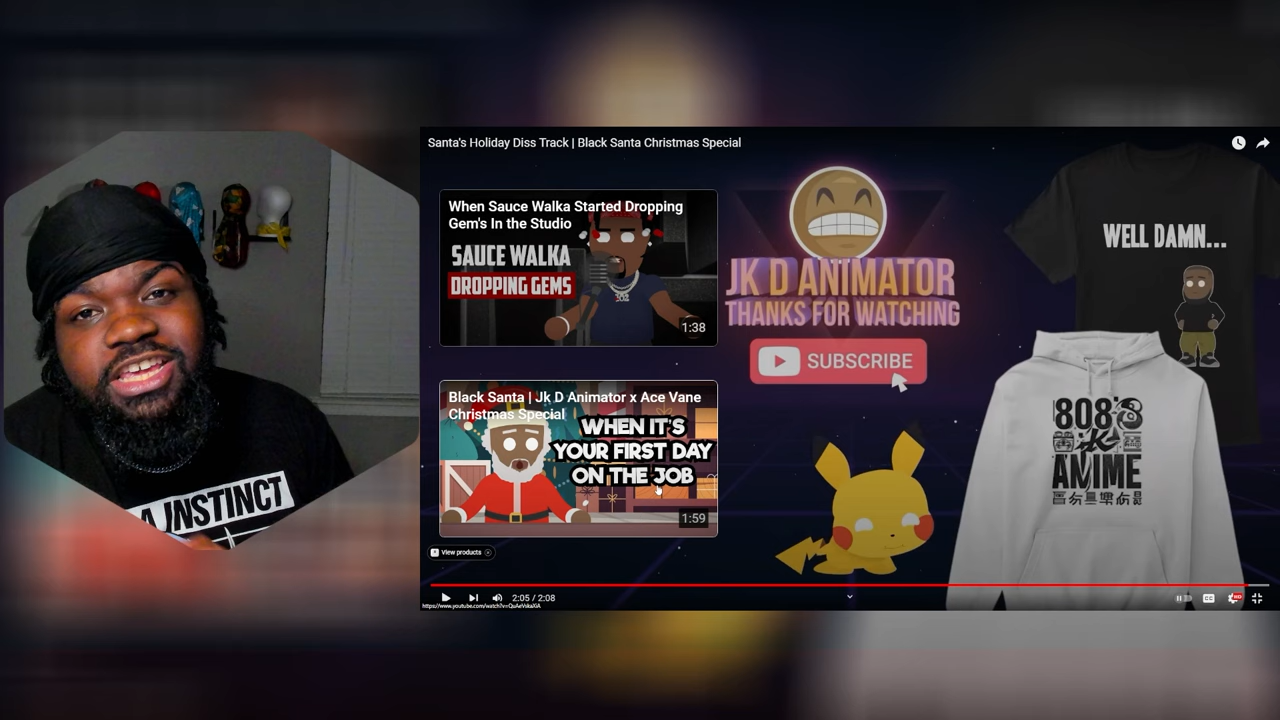 Santa's Holiday Diss Track | Black Santa Christmas Special
When Sauce Walka Started Dropping
Gem's In the Studio
SAUCE WALKA
DROPPING GEMS
1:38
JK D ANIMATOR
THANKS FOR WATCHING
SUBSCRIBE
WELL DAMN...
Black Santa | Jk D Animator x Ace Vane
Christmas Special
WHEN IT'S
YOUR FIRST DAY
ON THE JOB
1:59
808's
ANIME
INSTINCT
View products
2:05 / 2:08
CC
HD